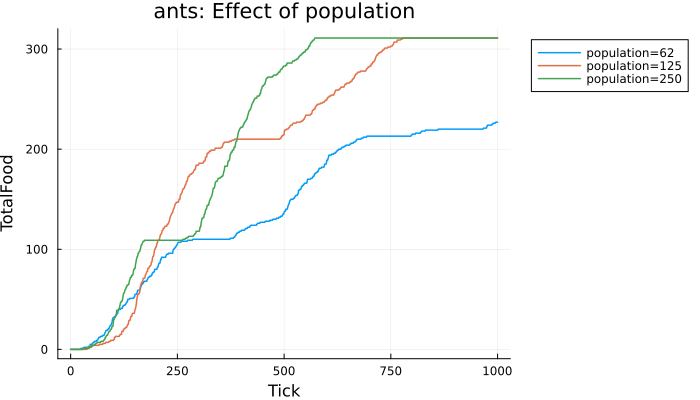 ants: Effect of population
population=62
population=125
population=250
TotalFood
300
200
100
0
0 250 500 750 1000
Tick